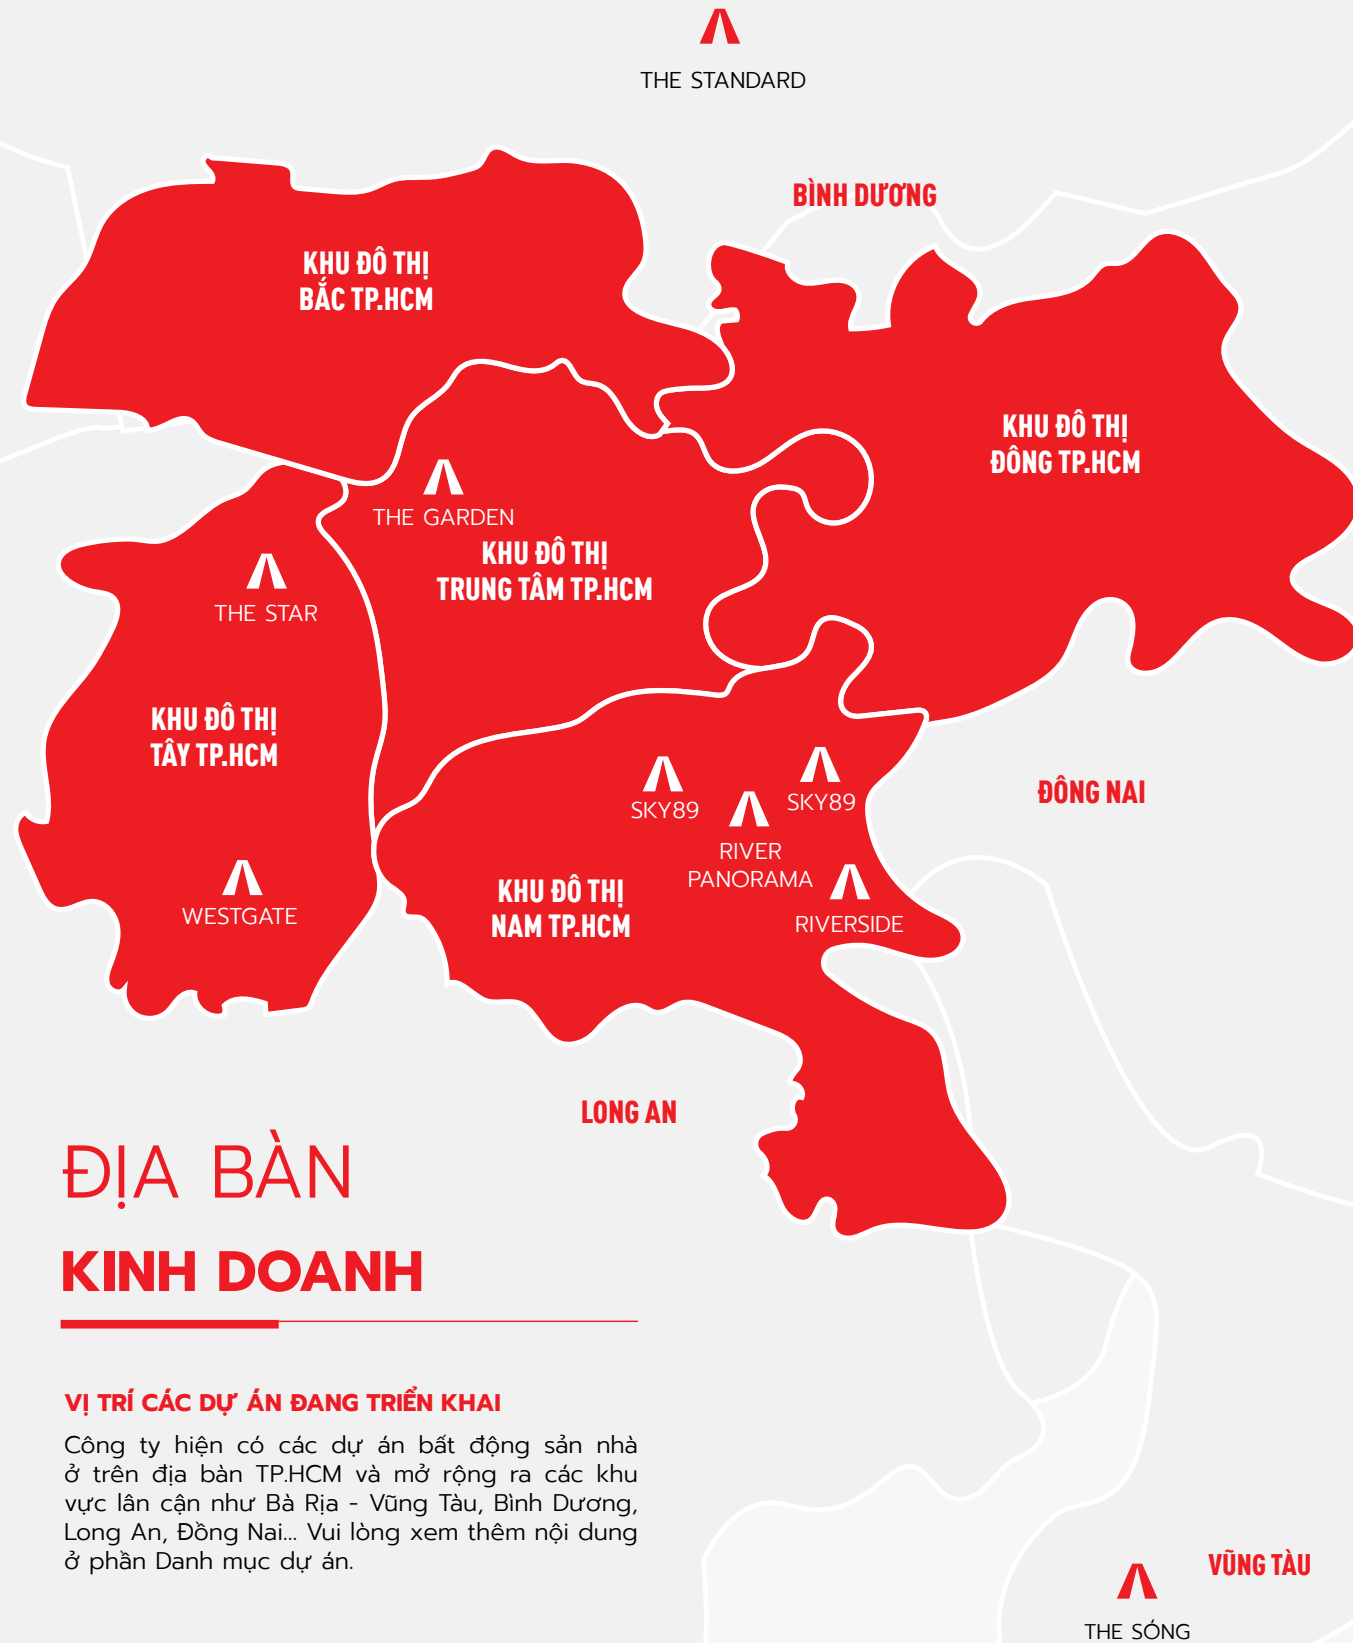 THE STANDARD
BÌNH DƯƠNG
KHU ĐÔ THỊ
BẮC TP.HCM
KHU ĐÔ THỊ
ĐÔNG TP.HCM
THE GARDEN
KHU ĐÔ THỊ
TRUNG TÂM TP.HCM
THE STAR
KHU ĐÔ THỊ
TÂY TP.HCM
SKY89
SKY89
ĐÔNG NAI
RIVER
PANORAMA
KHU ĐÔ THỊ
NAM TP.HCM
WESTGATE
RIVERSIDE
LONG AN
ĐỊA BÀN
KINH DOANH
VỊ TRÍ CÁC DỰ ÁN ĐANG TRIỂN KHAI
Công ty hiện có các dự án bất động sản nhà
ở trên địa bàn TP.HCM và mở rộng ra các khu
vực lân cận như Bà Rịa - Vũng Tàu, Bình Dương,
Long An, Đồng Nai... Vui lòng xem thêm nội dung
ở phần Danh mục dự án.
VŨNG TÀU
THE SÓNG